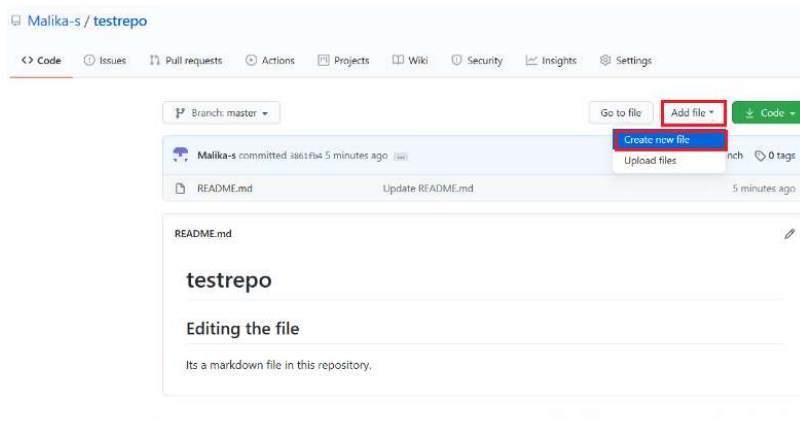 Malika-s / testrepo
Code Issues Pull requests Actions Projects Wiki Security Insights Settings
Branch: master Go to file Add file Code
Create new file
Malika-s committed 3861fb4 5 minutes ago nch 0 tags
Upload files
README.md Update README.md 5 minutes ago
README.md
testrepo
Editing the file
Its a markdown file in this repository.